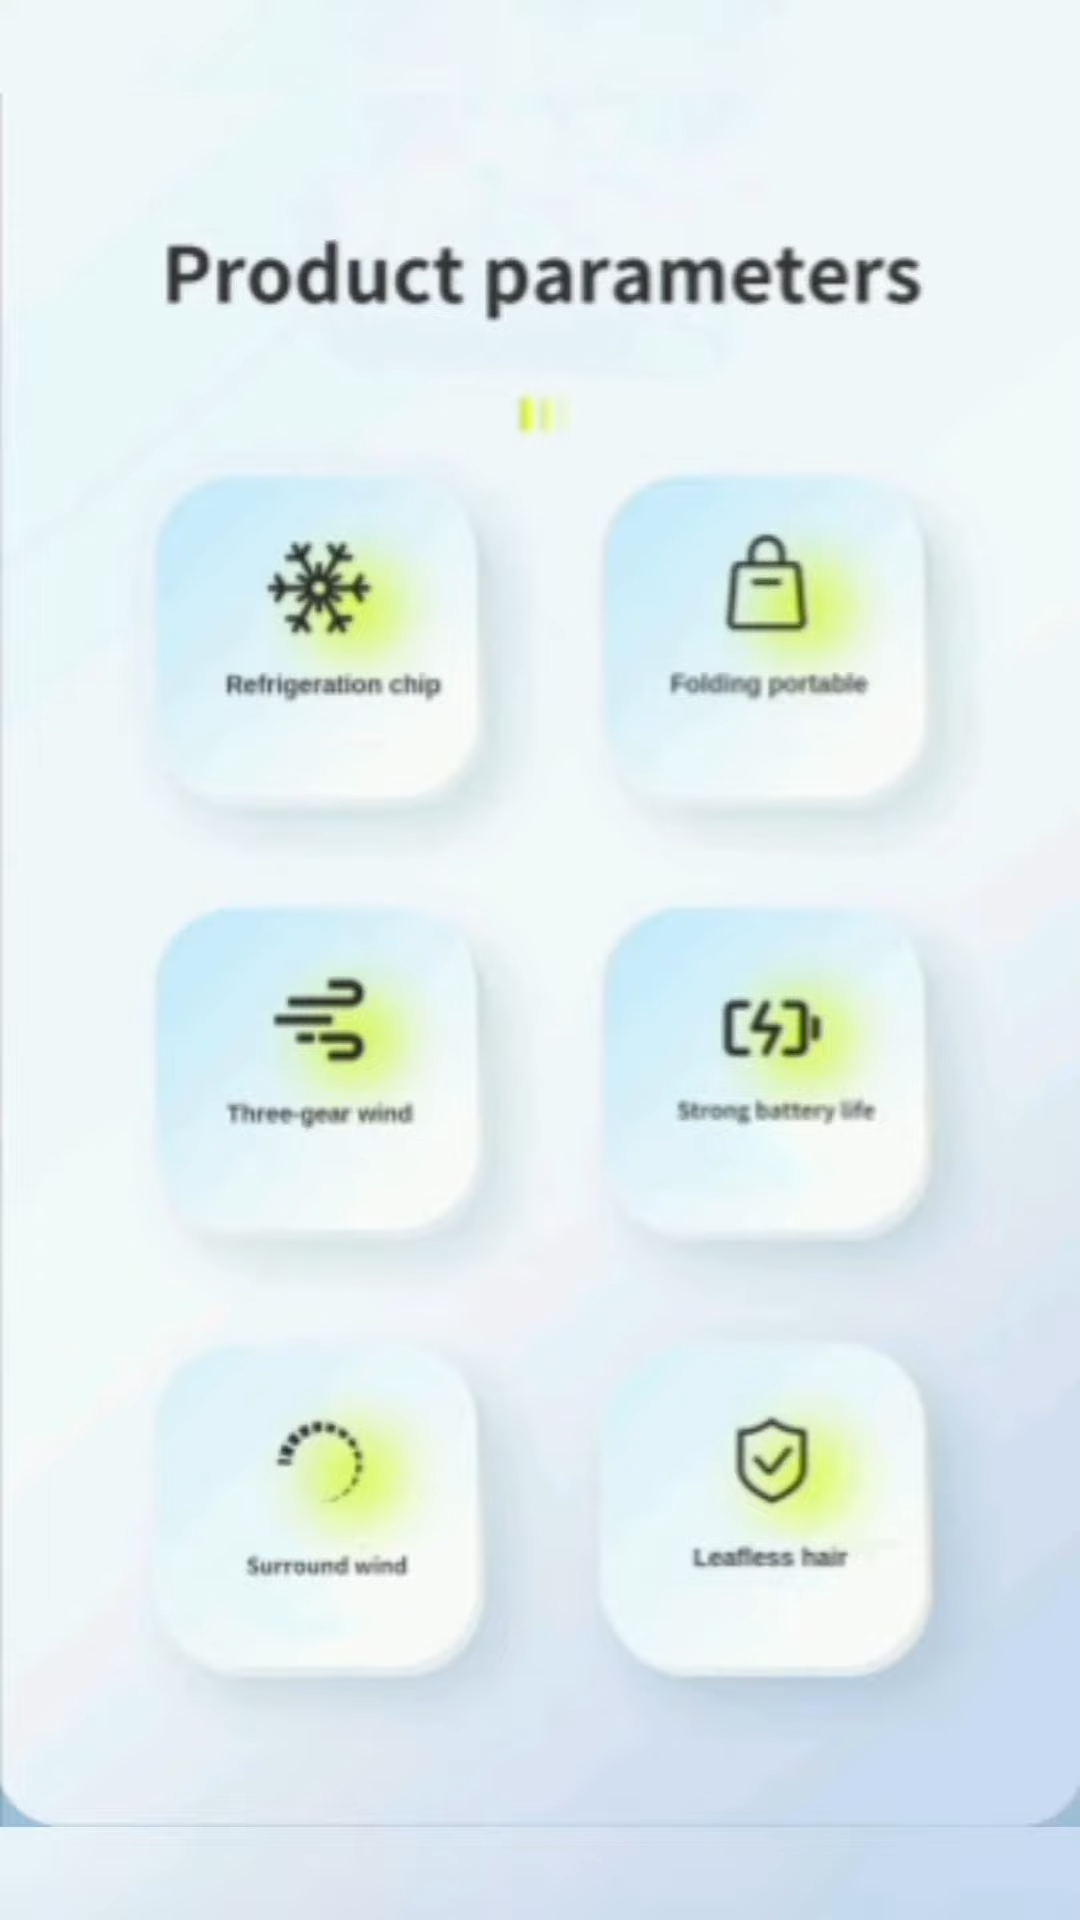 Product parameters
Refrigeration chip
Folding portable
Three-gear wind
Strong battery life
Surround wind
Leafless hair